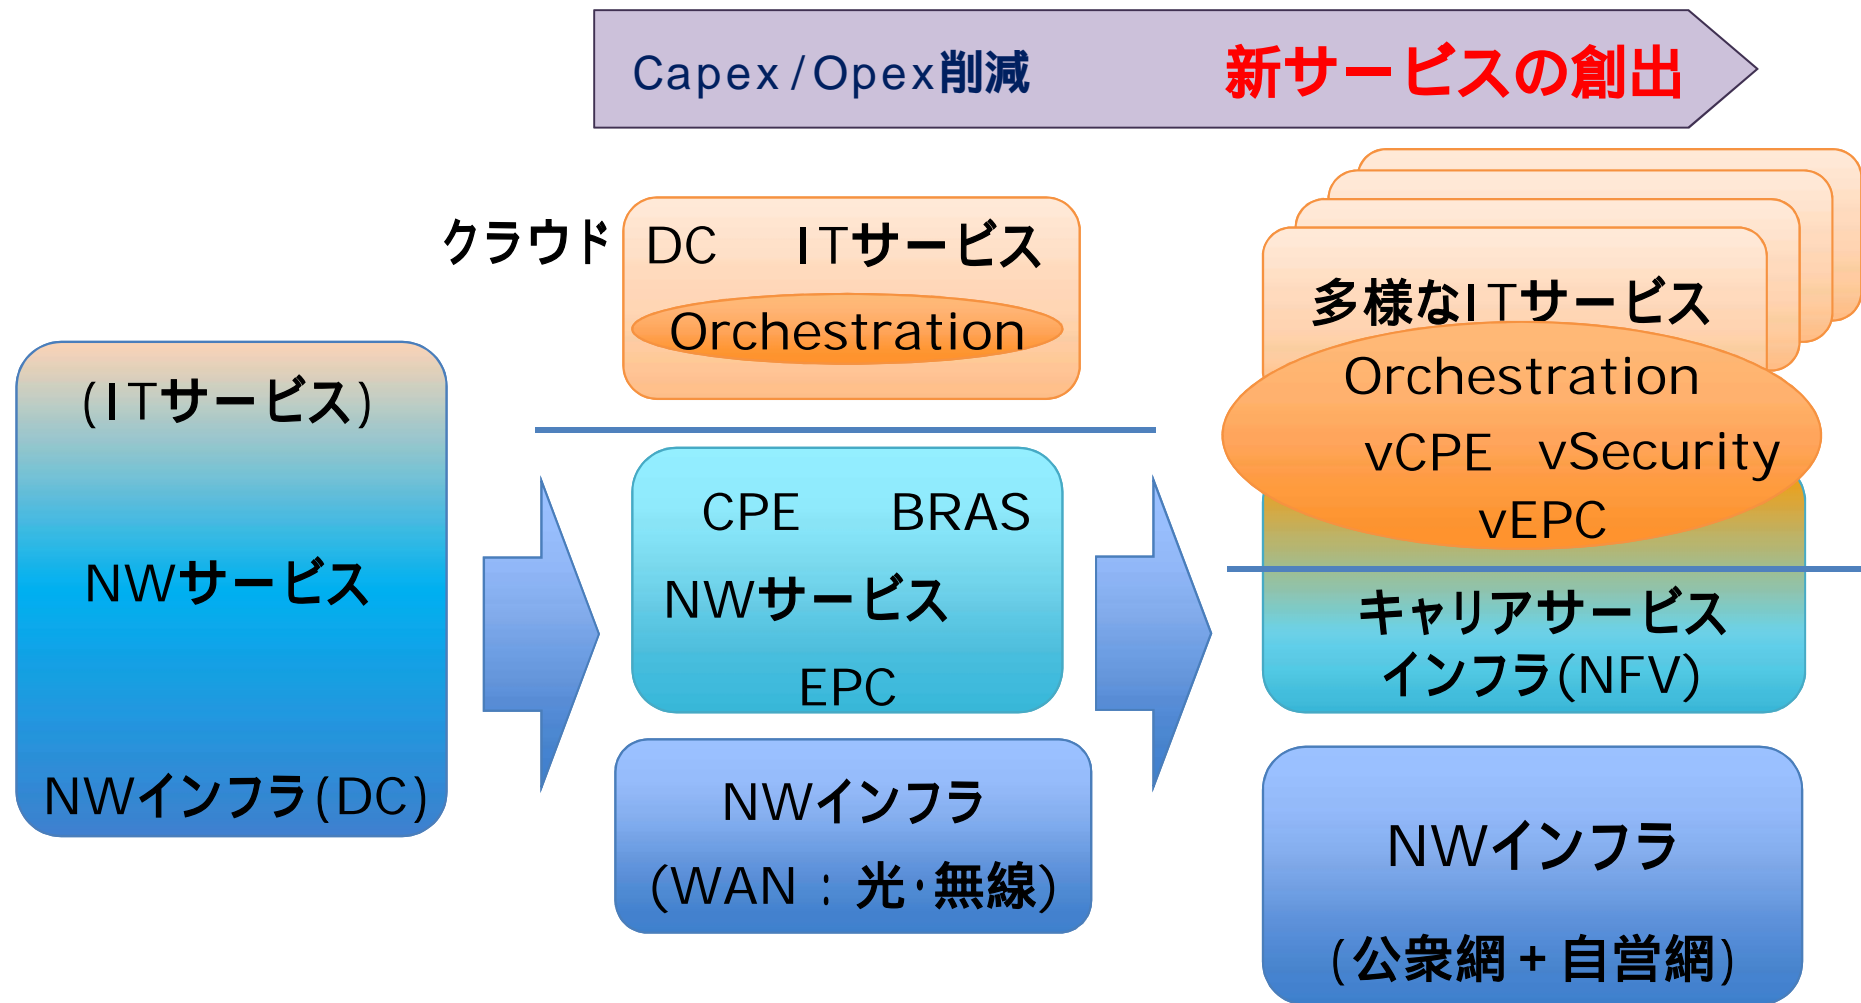 Capex/Opex削減
新サービスの創出
(ITサービス)
NWサービス
NWインフラ(DC)
クラウド
DC ITサービス
Orchestration
CPE BRAS
NWサービス
EPC
NWインフラ
(WAN：光・無線)
多様なITサービス
Orchestration
vCPE vSecurity
vEPC
キャリアサービス
インフラ(NFV)
NWインフラ
(公衆網＋自営網)